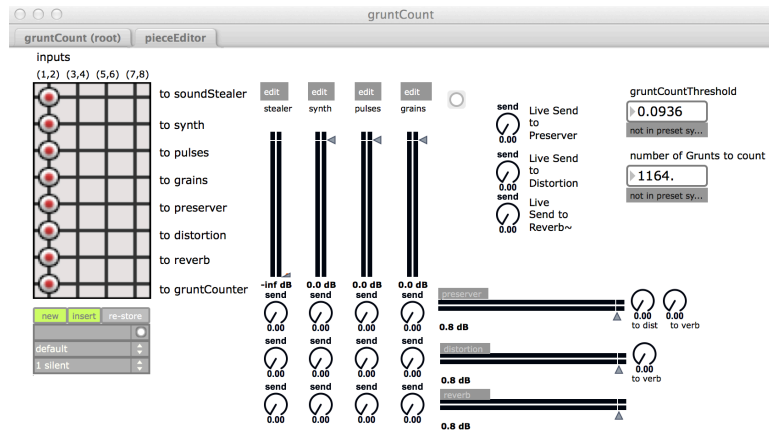 gruntCount
gruntCount (root)
pieceEditor
inputs
(1,2) (3,4) (5,6) (7,8)
to soundStealer
to synth
to pulses
to grains
to preserver
to distortion
to reverb
to gruntCounter
new
insert
re-store
default
1 silent
edit edit edit edit
stealer synth pulses grains
-inf dB 0.0 dB 0.0 dB 0.0 dB
send send send send
0.00 0.00 0.00 0.00
send send send send
0.00 0.00 0.00 0.00
send send send send
0.00 0.00 0.00 0.00
send
0.00
Live Send
to
Preserver
send
0.00
Live Send
to
Distortion
send
0.00
Live
Send to
Reverb~
gruntCountThreshold
0.0936
not in preset sy...
number of Grunts to count
1164.
not in preset sy...
preserver
0.8 dB
0.00 0.00
to dist to verb
distortion
0.8 dB
0.00
to verb
reverb
0.8 dB